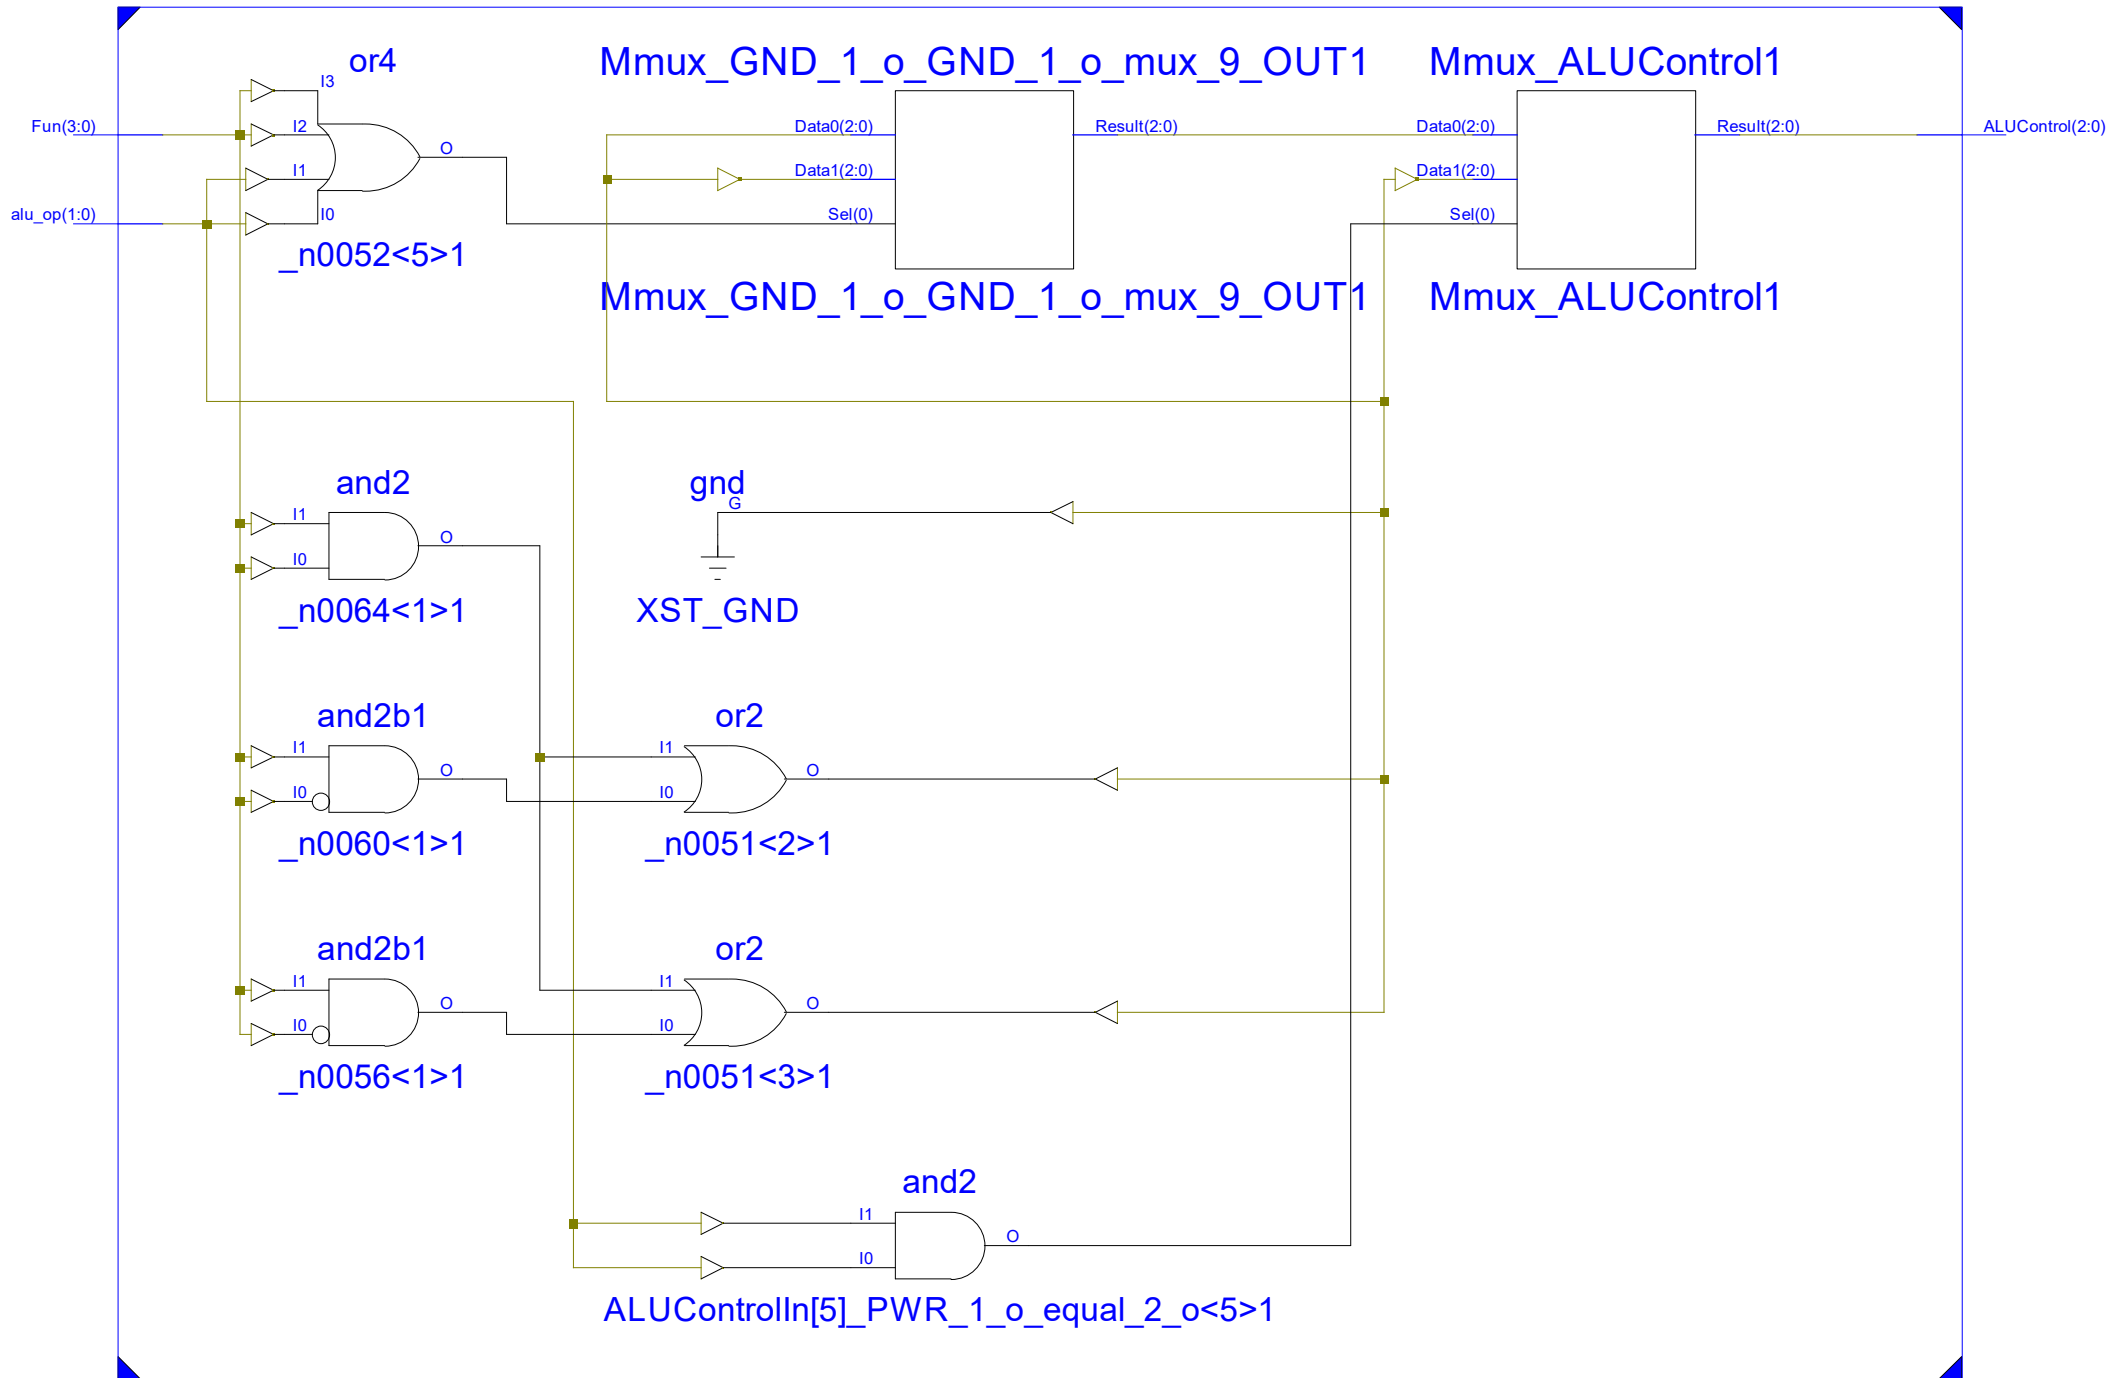 or4
Mmux_GND_1_o_GND_1_o_mux_9_OUT1
Mmux_ALUControl1
I3
Fun(3:0)
I2
Data0(2:0)
Result(2:0)
Data0(2:0)
Result(2:0)
ALUControl(2:0)
O
I1
Data1(2:0)
Data1(2:0)
alu_op(1:0)
I0
Sel(0)
Sel(0)
_n0052<5>1
Mmux_GND_1_o_GND_1_o_mux_9_OUT1
Mmux_ALUControl1
and2
gnd
G
I1
O
I0
_n0064<1>1
XST_GND
and2b1
or2
I1
I1
O
O
I0
I0
_n0060<1>1
_n0051<2>1
and2b1
or2
I1
I1
O
O
I0
I0
_n0056<1>1
_n0051<3>1
and2
I1
O
I0
ALUControlIn[5]_PWR_1_o_equal_2_o<5>1